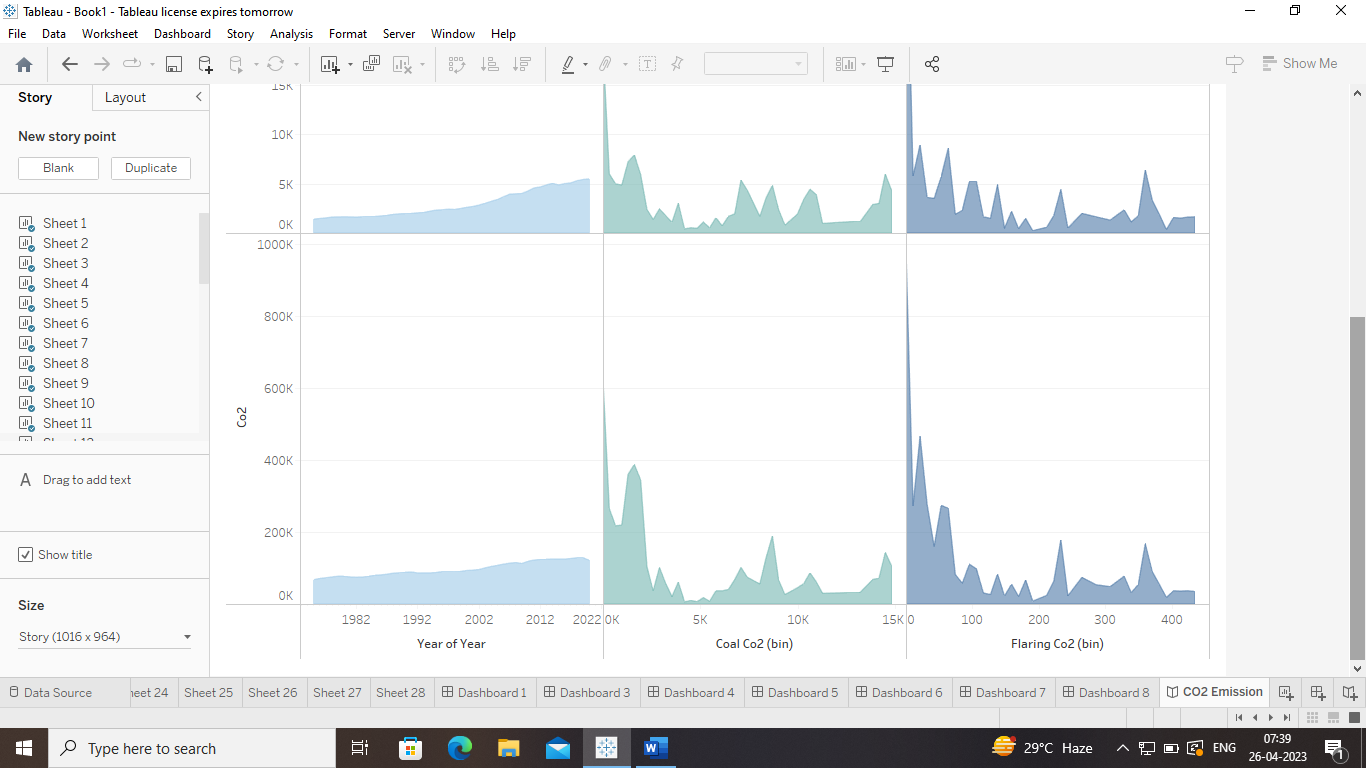 Tableau - Book1 - Tableau license expires tomorrow
File Data Worksheet Dashboard Story Analysis Format Server Window Help
Show Me
Story Layout
New story point
Blank Duplicate
Sheet 1
Sheet 2
Sheet 3
Sheet 4
Sheet 5
Sheet 6
Sheet 7
Sheet 8
Sheet 9
Sheet 10
Sheet 11
A Drag to add text
Show title
Size
Story (1016 x 964)
15K
10K
5K
0K
1000K
800K
600K
400K
200K
0K
Co2
1982 1992 2002 2012 2022 0K 5K 10K 15K 0 100 200 300 400
Year of Year Coal Co2 (bin) Flaring Co2 (bin)
Data Source heet 24 Sheet 25 Sheet 26 Sheet 27 Sheet 28 Dashboard 1 Dashboard 3 Dashboard 4 Dashboard 5 Dashboard 6 Dashboard 7 Dashboard 8 CO2 Emission
Type here to search
29°C Haze
ENG
07:39
26-04-2023
1